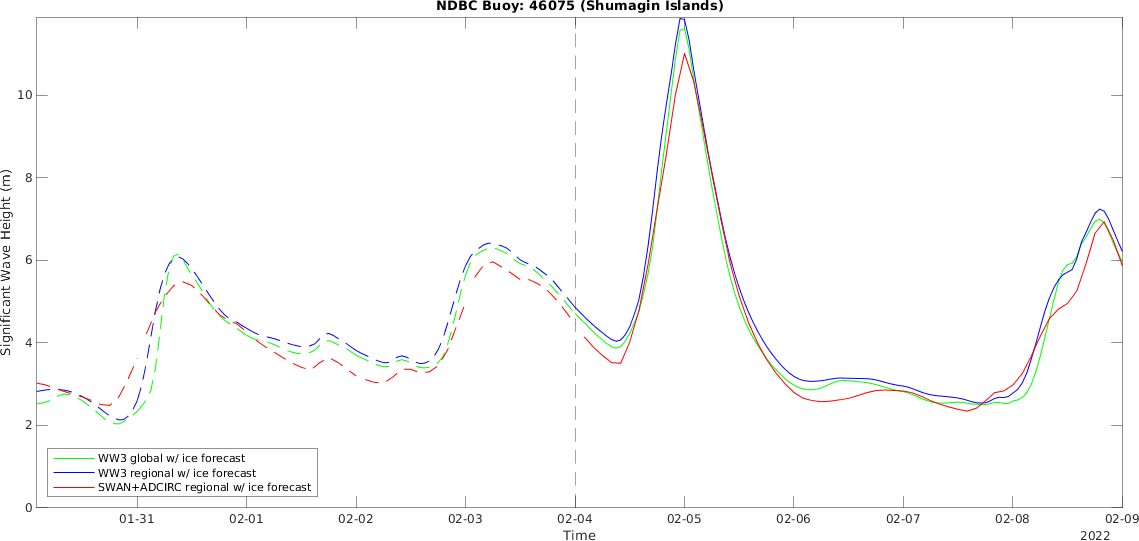 NDBC Buoy: 46075 (Shumagin Islands)
10
8
6
4
2
0
Significant Wave Height (m)
WW3 global w/ ice forecast
WW3 regional w/ ice forecast
SWAN+ADCIRC regional w/ ice forecast
01-31 02-01 02-02 02-03 02-04 02-05 02-06 02-07 02-08 02-09
Time
2022